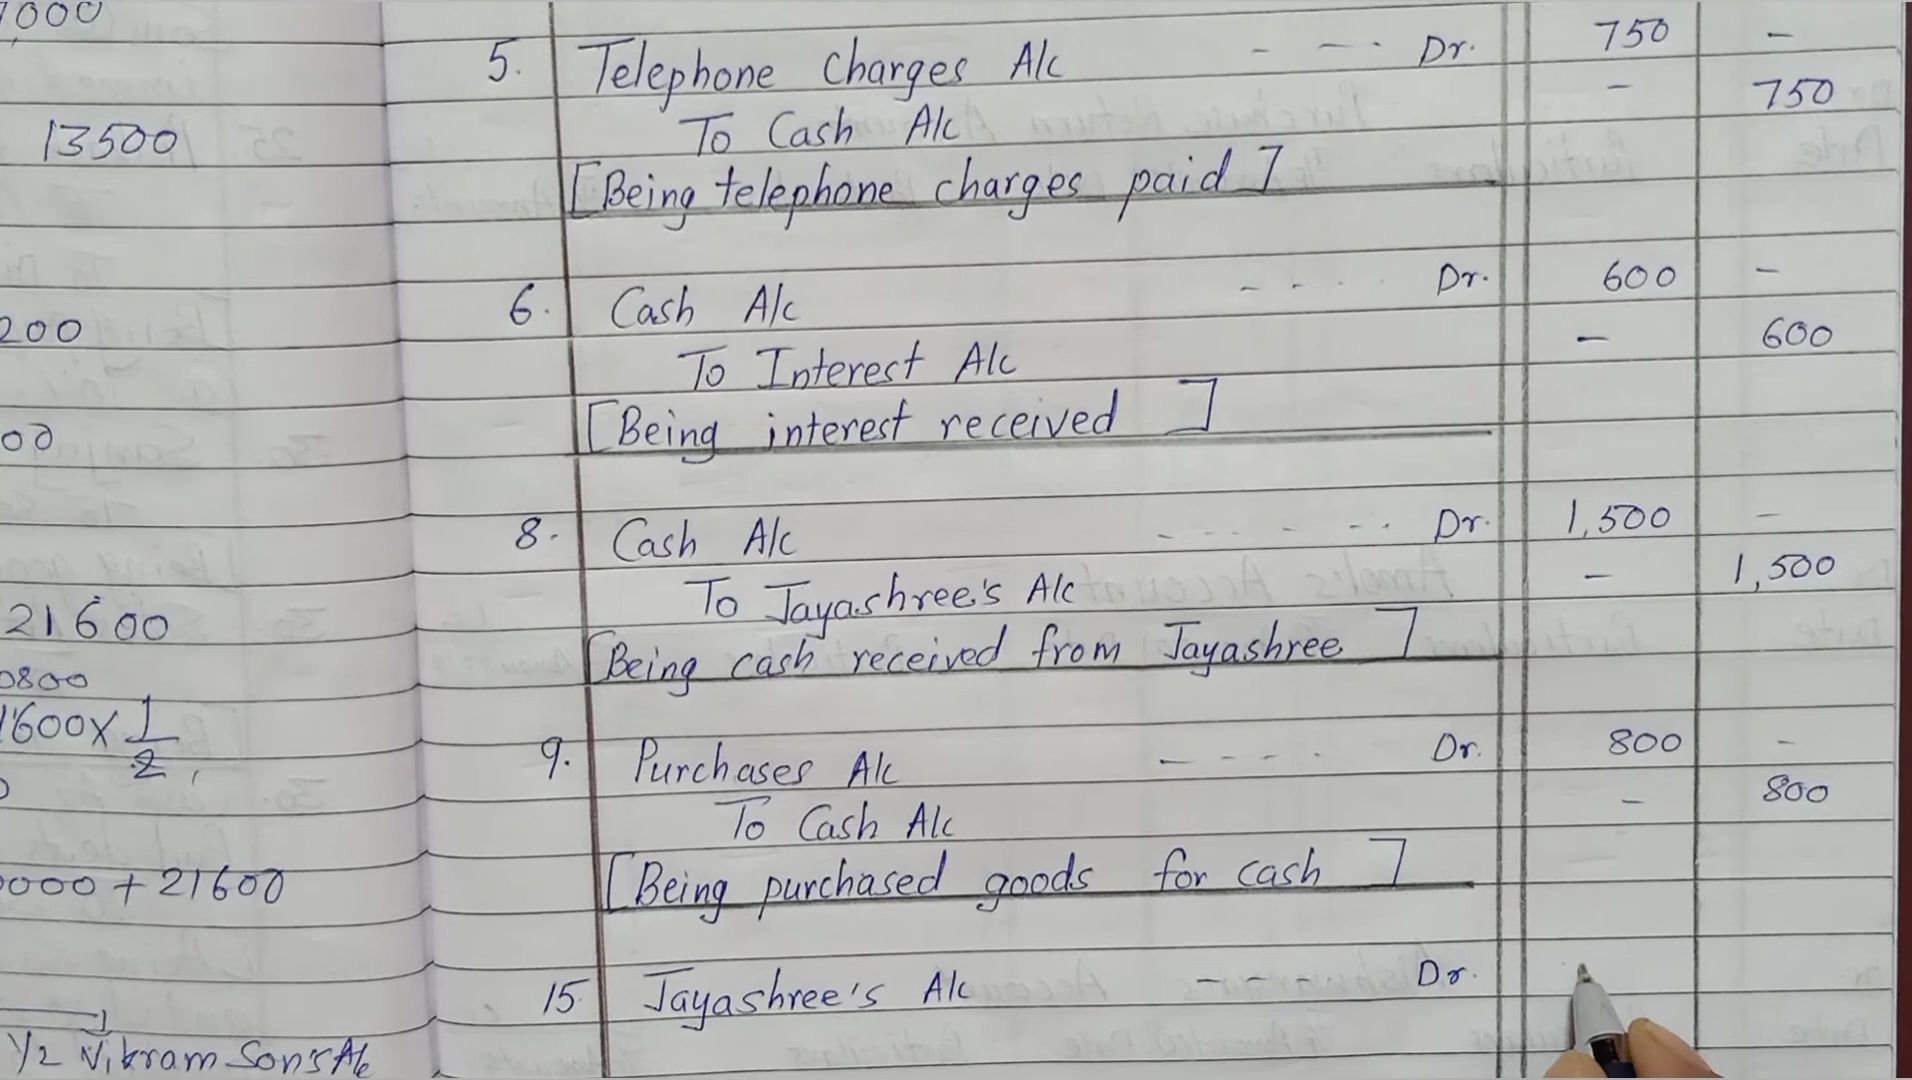 000
13500
200
00
21600
0800
1600 x 1/2
000 + 21600
1/2 Vikram Son's A/c
5. Telephone Charges A/c - - - - Dr. 750 -
To Cash A/c - 750
[Being telephone charges paid]
6. Cash A/c - - - - Dr. 600 -
To Interest A/c - 600
[Being interest received ]
8. Cash A/c - - - - - - Dr. 1,500 -
To Jayashree's A/c - 1,500
[Being cash received from Jayashree ]
9. Purchases A/c - - - - - Dr. 800 -
To Cash A/c - 800
[Being purchased goods for cash ]
15 Jayashree's A/c - - - - Dr.